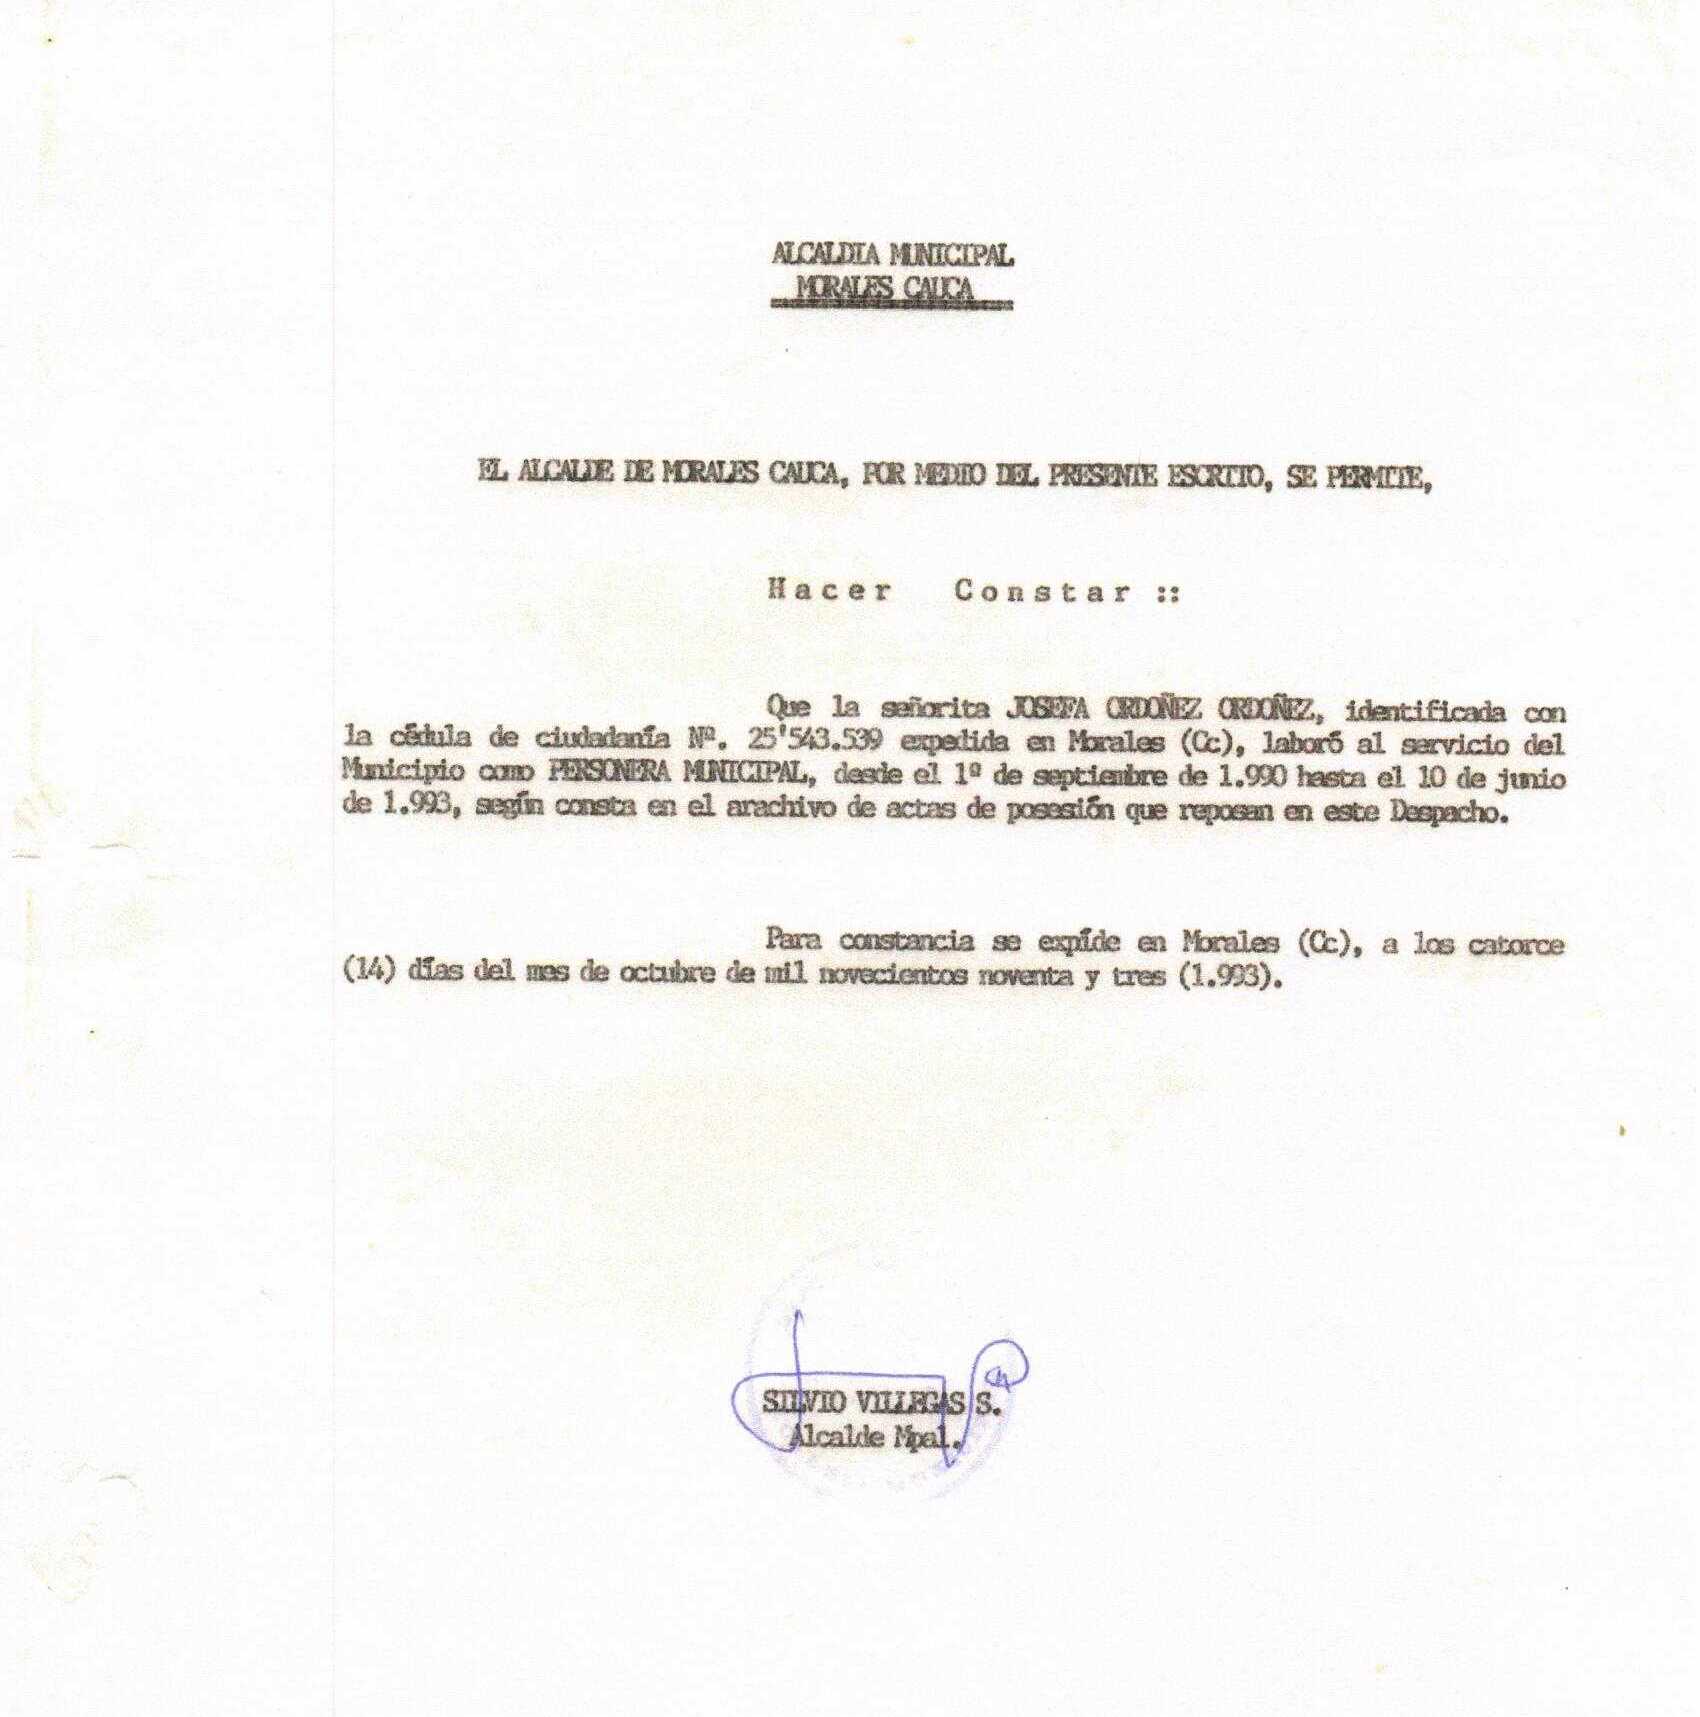 ALCALDIA MUNICIPAL
MORALES CAUCA
EL ALCALDE DE MORALES CAUCA, POR MEDIO DEL PRESENTE ESCRITO, SE PERMITE,
Hacer Constar ::
Que la señorita JOSEFA ORDOÑEZ ORDOÑEZ, identificada con
la cédula de ciudadanía Nº. 25'543.539 expedida en Morales (Cc), laboró al servicio del
Municipio como PERSONERA MUNICIPAL, desde el 1º de septiembre de 1.990 hasta el 10 de junio
de 1.993, según consta en el arachivo de actas de posesión que reposan en este Despacho.
Para constancia se expíde en Morales (Cc), a los catorce
(14) días del mes de octubre de mil novecientos noventa y tres (1.993).
SILVIO VILLEGAS S.
Alcalde Mpal.